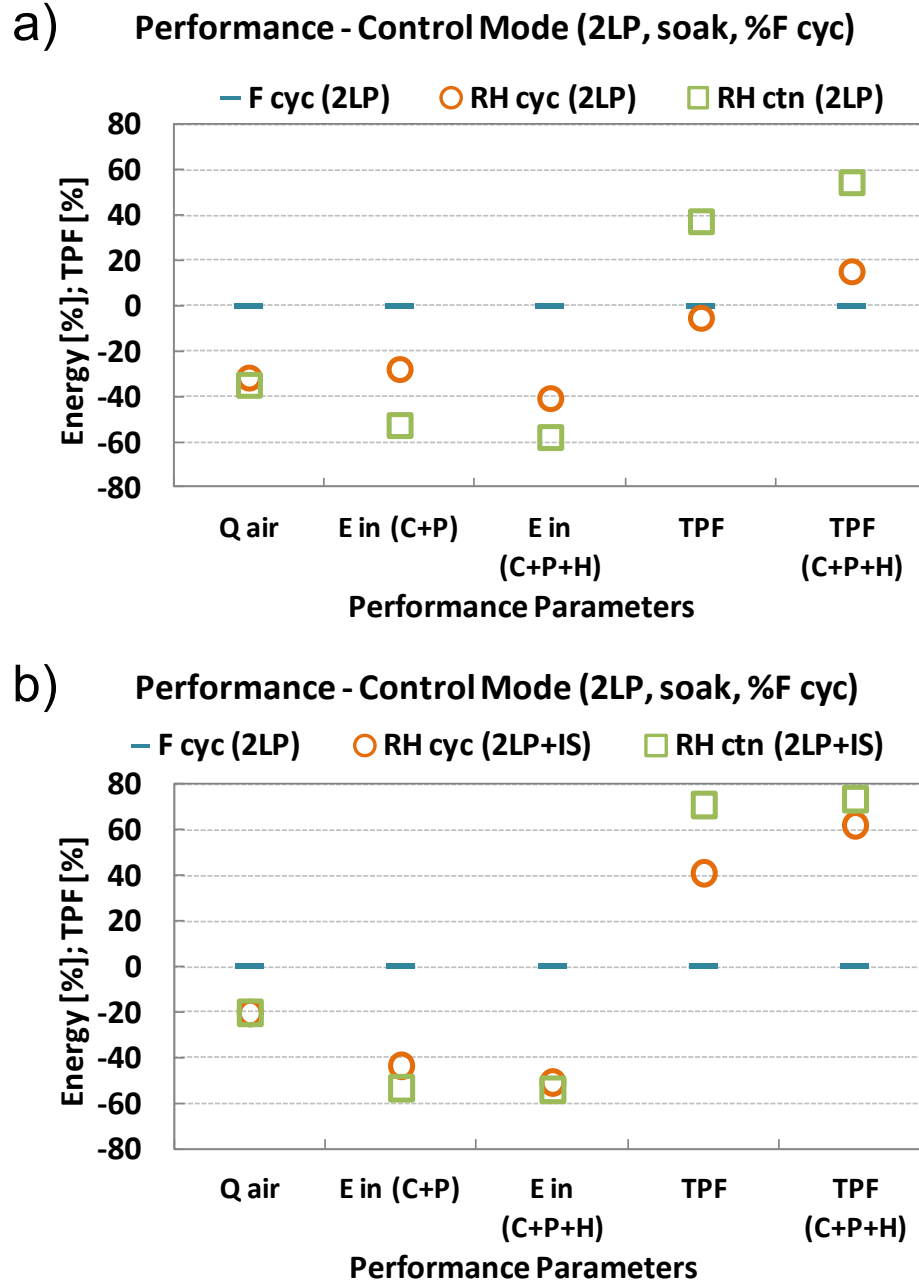 a) Performance - Control Mode (2LP, soak, %F cyc)
F cyc (2LP) RH cyc (2LP) RH ctn (2LP)
80
60
40
20
0
-20
-40
-60
-80
Energy [%]; TPF [%]
Q air E in (C+P) E in TPF TPF
(C+P+H) (C+P+H)
Performance Parameters
b) Performance - Control Mode (2LP, soak, %F cyc)
F cyc (2LP) RH cyc (2LP+IS) RH ctn (2LP+IS)
80
60
40
20
0
-20
-40
-60
-80
Energy [%]; TPF [%]
Q air E in (C+P) E in TPF TPF
(C+P+H) (C+P+H)
Performance Parameters